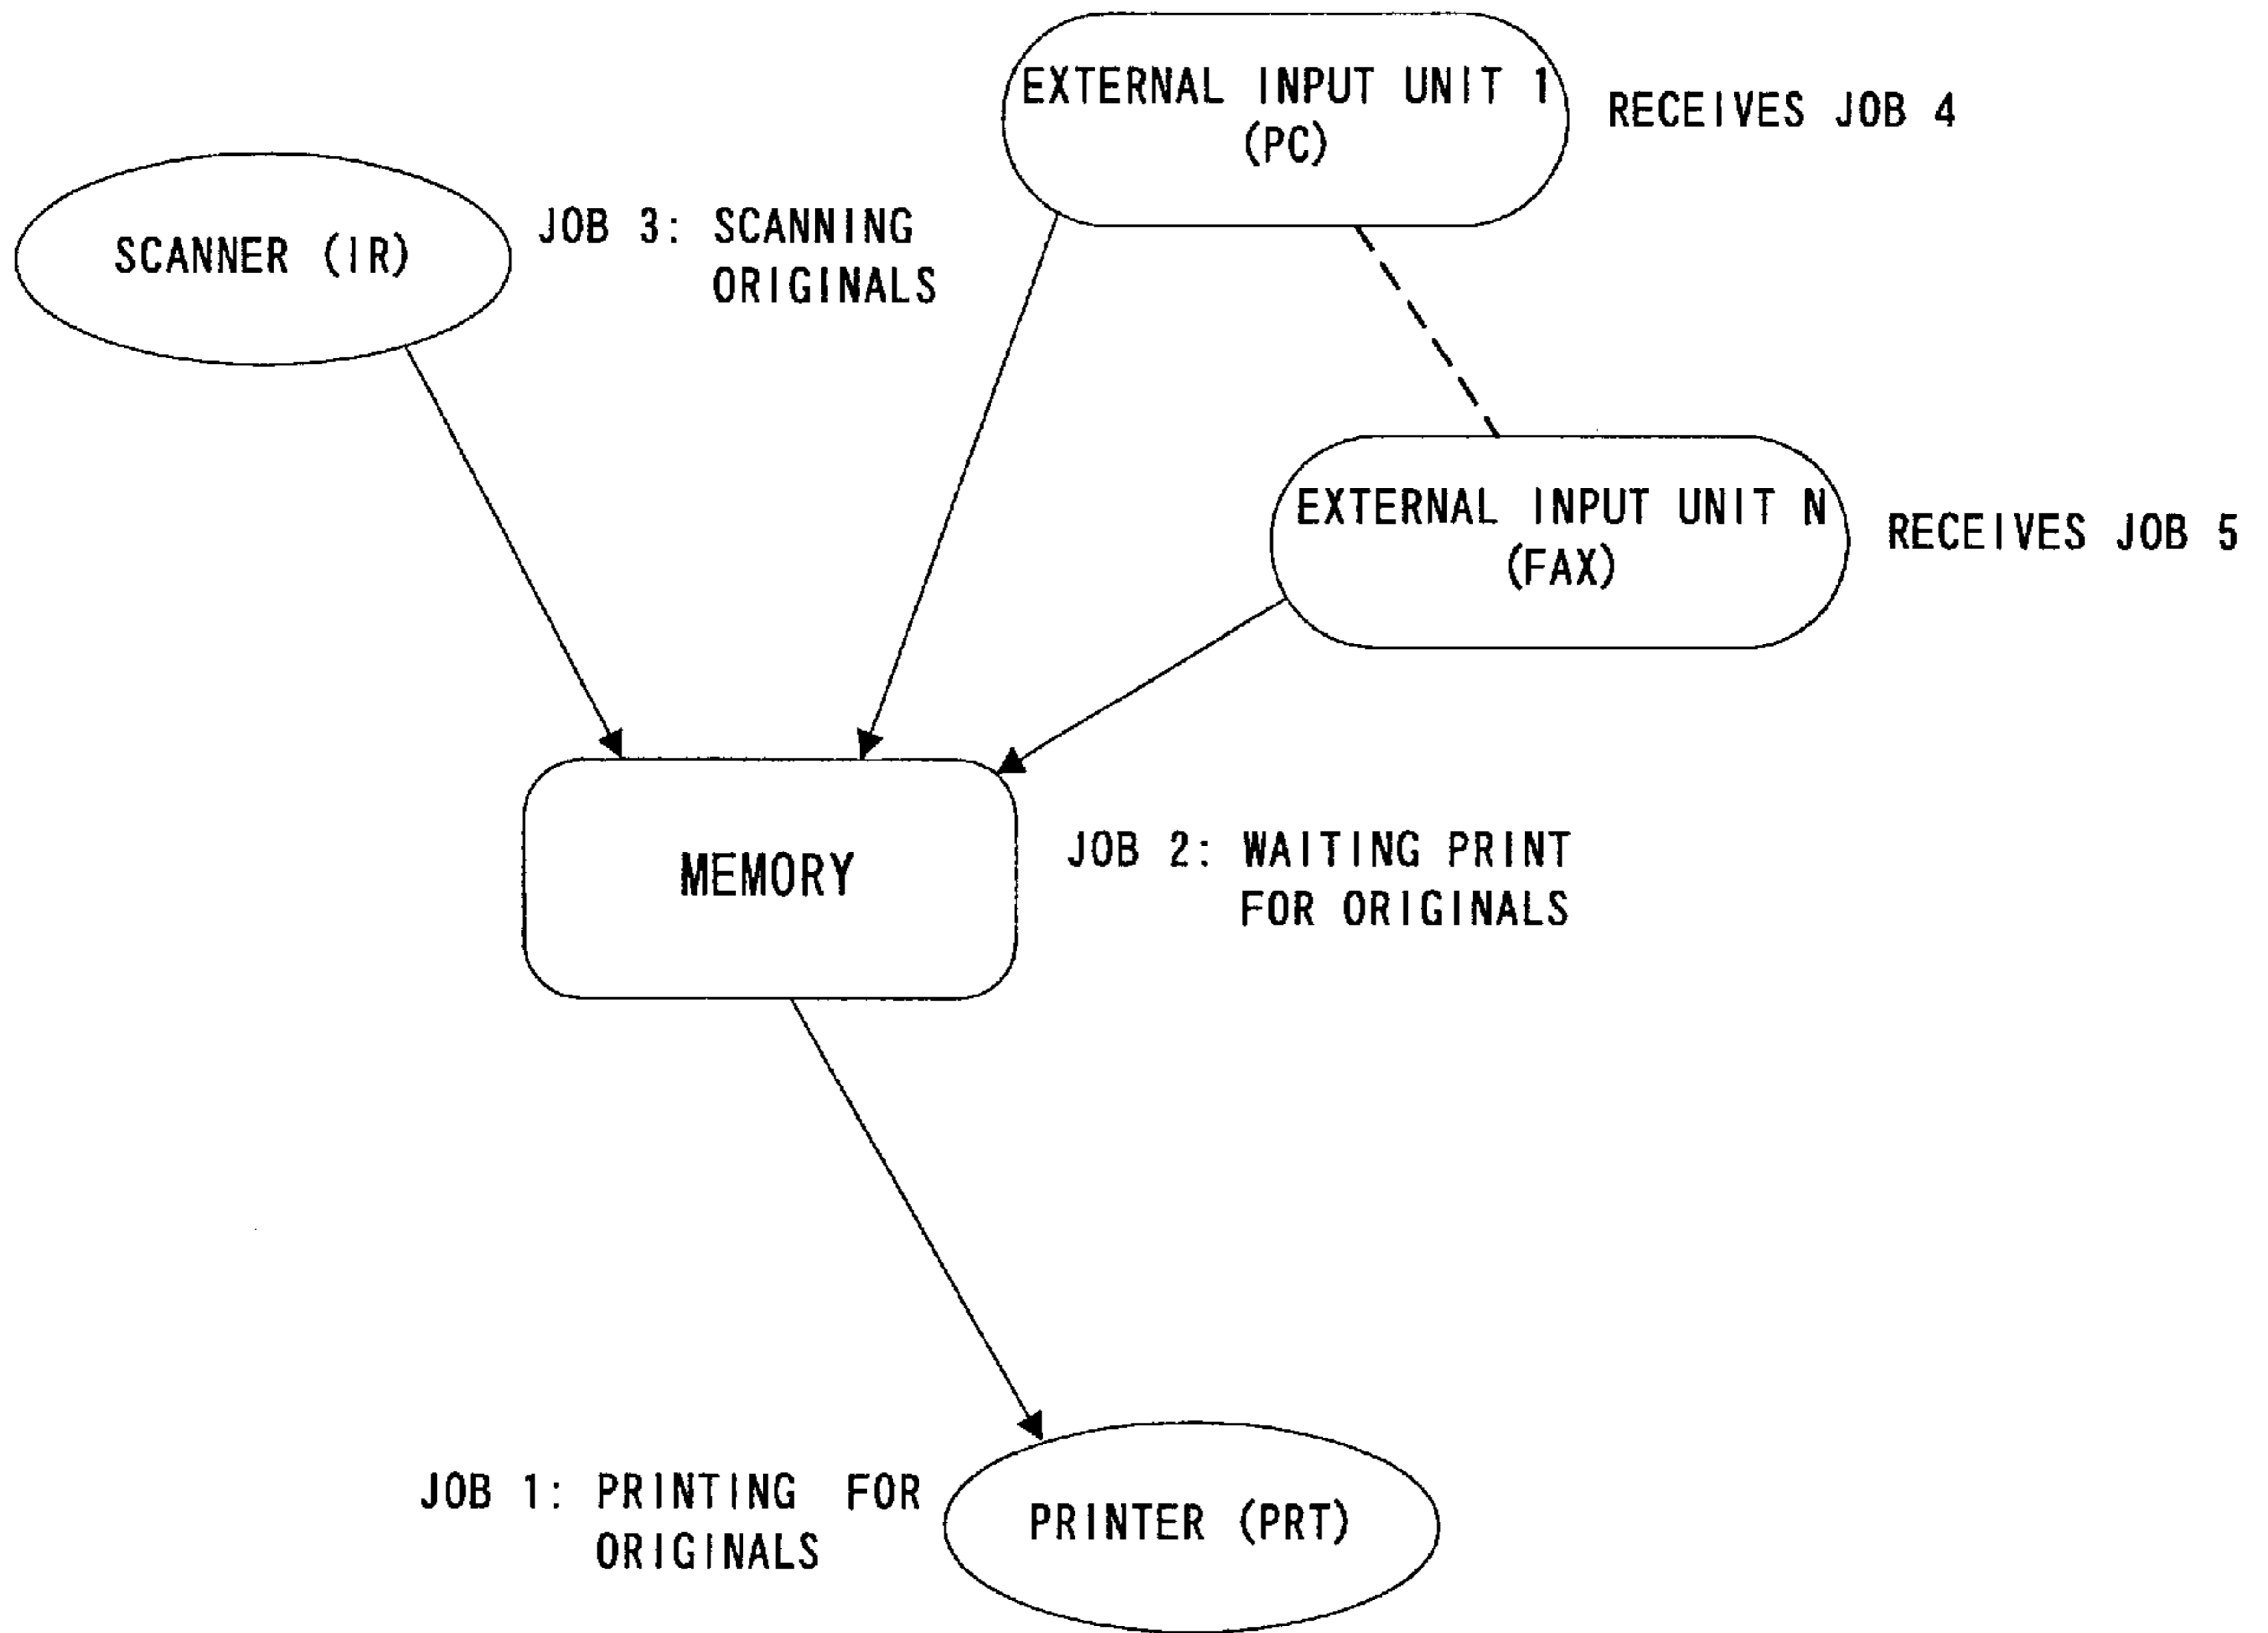 EXTERNAL INPUT UNIT 1
(PC)
RECEIVES JOB 4
SCANNER (IR)
JOB 3: SCANNING
ORIGINALS
EXTERNAL INPUT UNIT N
(FAX)
RECEIVES JOB 5
MEMORY
JOB 2: WAITING PRINT
FOR ORIGINALS
JOB 1: PRINTING FOR
ORIGINALS
PRINTER (PRT)